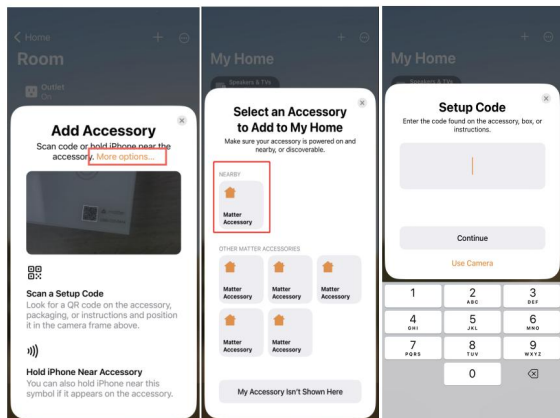 Home
Room
Outlet
On
Add Accessory
Scan code or hold iPhone near the
accessory. More options...
Scan a Setup Code
Look for a QR code on the accessory,
packaging, or instructions and position
it in the camera frame above.
Hold iPhone Near Accessory
You can also hold iPhone near this
symbol if it appears on the accessory.
My Home
Speakers & TVs
Select an Accessory
to Add to My Home
Make sure your accessory is powered on and
nearby, or discoverable.
NEARBY
Matter
Accessory
OTHER MATTER ACCESSORIES
Matter
Accessory
Matter
Accessory
Matter
Accessory
Matter
Accessory
Matter
Accessory
My Accessory Isn't Shown Here
My Home
Speakers & TVs
Setup Code
Enter the code found on the accessory, box, or
instructions.
Continue
Use Camera
1
2
ABC
3
DEF
4
GHI
5
JKL
6
MNO
7
PQRS
8
TUV
9
WXYZ
0